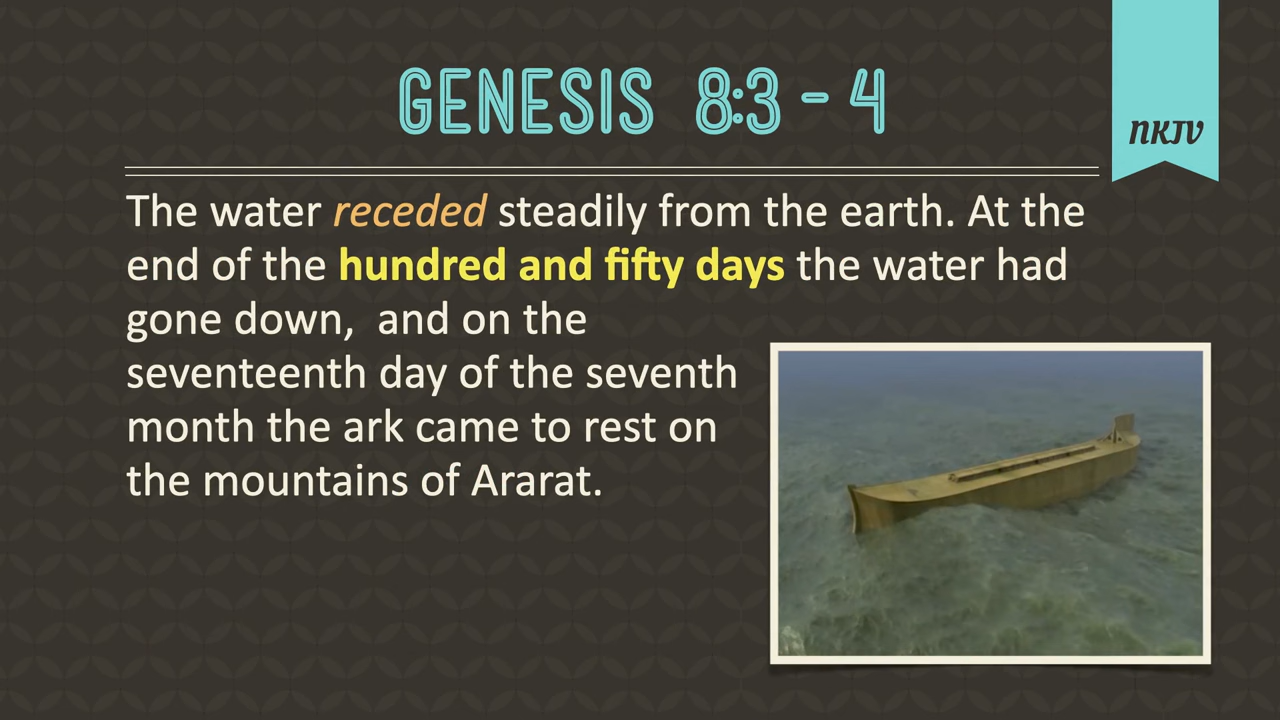 GENESIS 8:3 - 4
NKJV
The water receded steadily from the earth. At the
end of the hundred and fifty days the water had
gone down,  and on the
seventeenth day of the seventh
month the ark came to rest on
the mountains of Ararat.